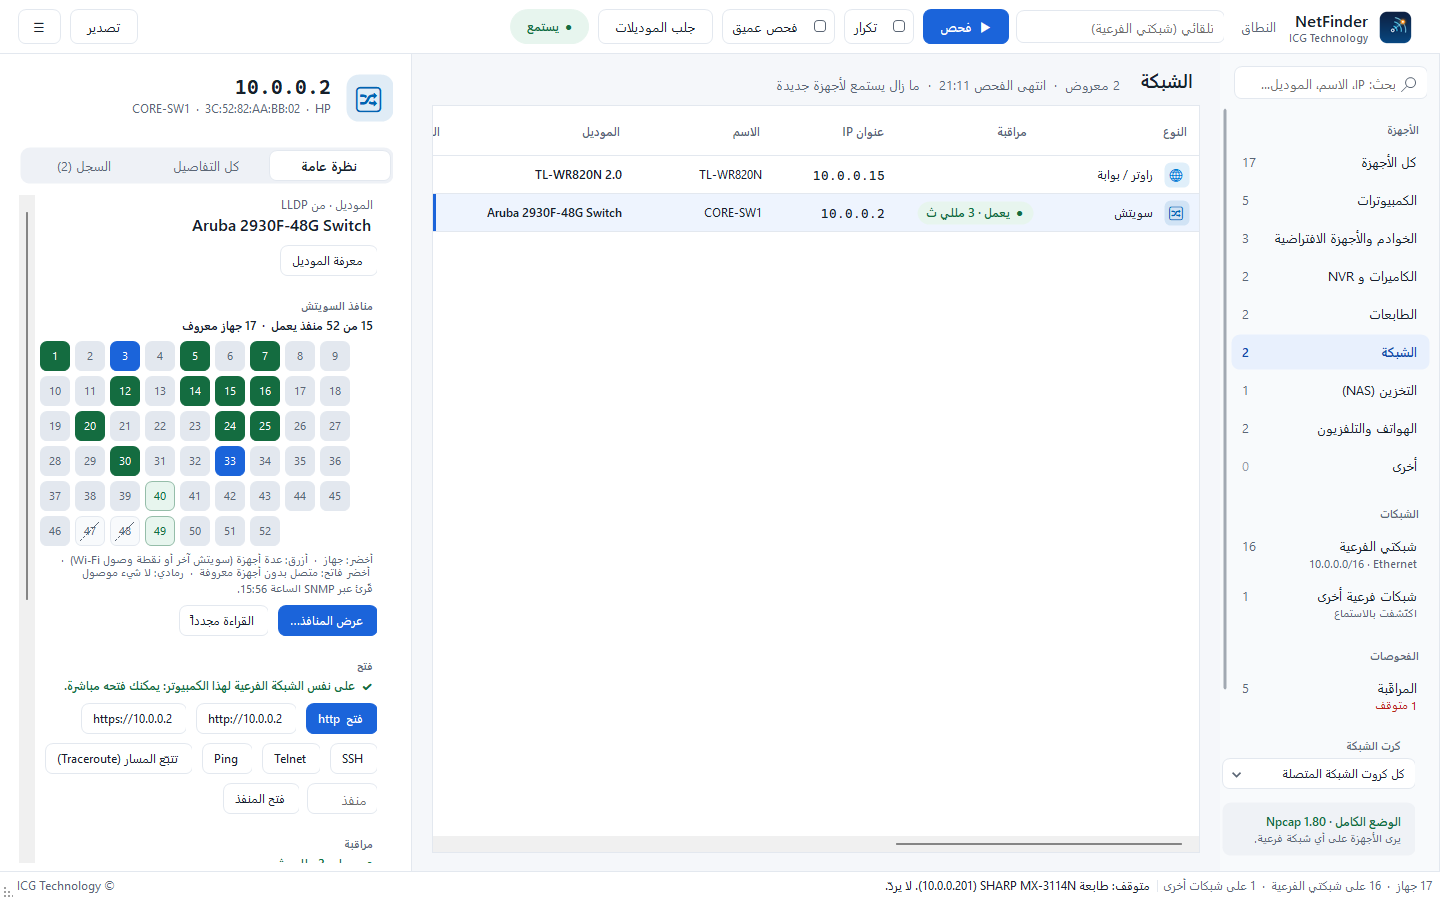 NetFinder
ICG Technology
النطاق
تلقائي (شبكتي الفرعية)
فحص
تكرار
فحص عميق
جلب الموديلات
● يستمع
تصدير
☰
بحث: IP، الاسم، الموديل...
الأجهزة
كل الأجهزة 17
الكمبيوترات 5
الخوادم والأجهزة الافتراضية 3
الكاميرات و NVR 2
الطابعات 2
الشبكة 2
التخزين (NAS) 1
الهواتف والتلفزيون 2
أخرى 0
الشبكات
شبكتي الفرعية 16
10.0.0.0/16 · Ethernet
شبكات فرعية أخرى 1
اكتُشفت بالاستماع
الفحوصات
المراقَبة 5
1 متوقف
كرت الشبكة
كل كروت الشبكة المتصلة
الوضع الكامل · Npcap 1.80
يرى الأجهزة على أي شبكة فرعية.
الشبكة
2 معروض · انتهى الفحص 21:11 · ما زال يستمع لأجهزة جديدة
النوع مراقبة عنوان IP الاسم الموديل
راوتر / بوابة 10.0.0.15 TL-WR820N TL-WR820N 2.0
سويتش ● يعمل · 3 مللي ث 10.0.0.2 CORE-SW1 Aruba 2930F-48G Switch
10.0.0.2
CORE-SW1 · 3C:52:82:AA:BB:02 · HP
نظرة عامة
كل التفاصيل
السجل (2)
الموديل · من LLDP
Aruba 2930F-48G Switch
معرفة الموديل
منافذ السويتش
15 من 52 منفذ يعمل · 17 جهاز معروف
1 2 3 4 5 6 7 8 9
10 11 12 13 14 15 16 17 18
19 20 21 22 23 24 25 26 27
28 29 30 31 32 33 34 35 36
37 38 39 40 41 42 43 44 45
46 47 48 49 50 51 52
أخضر: جهاز · أزرق: عدة أجهزة (سويتش آخر أو نقطة وصول Wi-Fi) ·
أخضر فاتح: متصل بدون أجهزة معروفة · رمادي: لا شيء موصول
قُرئ عبر SNMP الساعة 15:56.
عرض المنافذ...
القراءة مجدداً
فتح
✔ على نفس الشبكة الفرعية لهذا الكمبيوتر: يمكنك فتحه مباشرة.
فتح http
http://10.0.0.2
https://10.0.0.2
SSH
Telnet
Ping
تتبّع المسار (Traceroute)
منفذ
فتح المنفذ
مراقبة
17 جهاز · 16 على شبكتي الفرعية · 1 على شبكات أخرى
متوقف: طابعة SHARP MX-3114N (10.0.0.201). لا يردّ.
ICG Technology ©